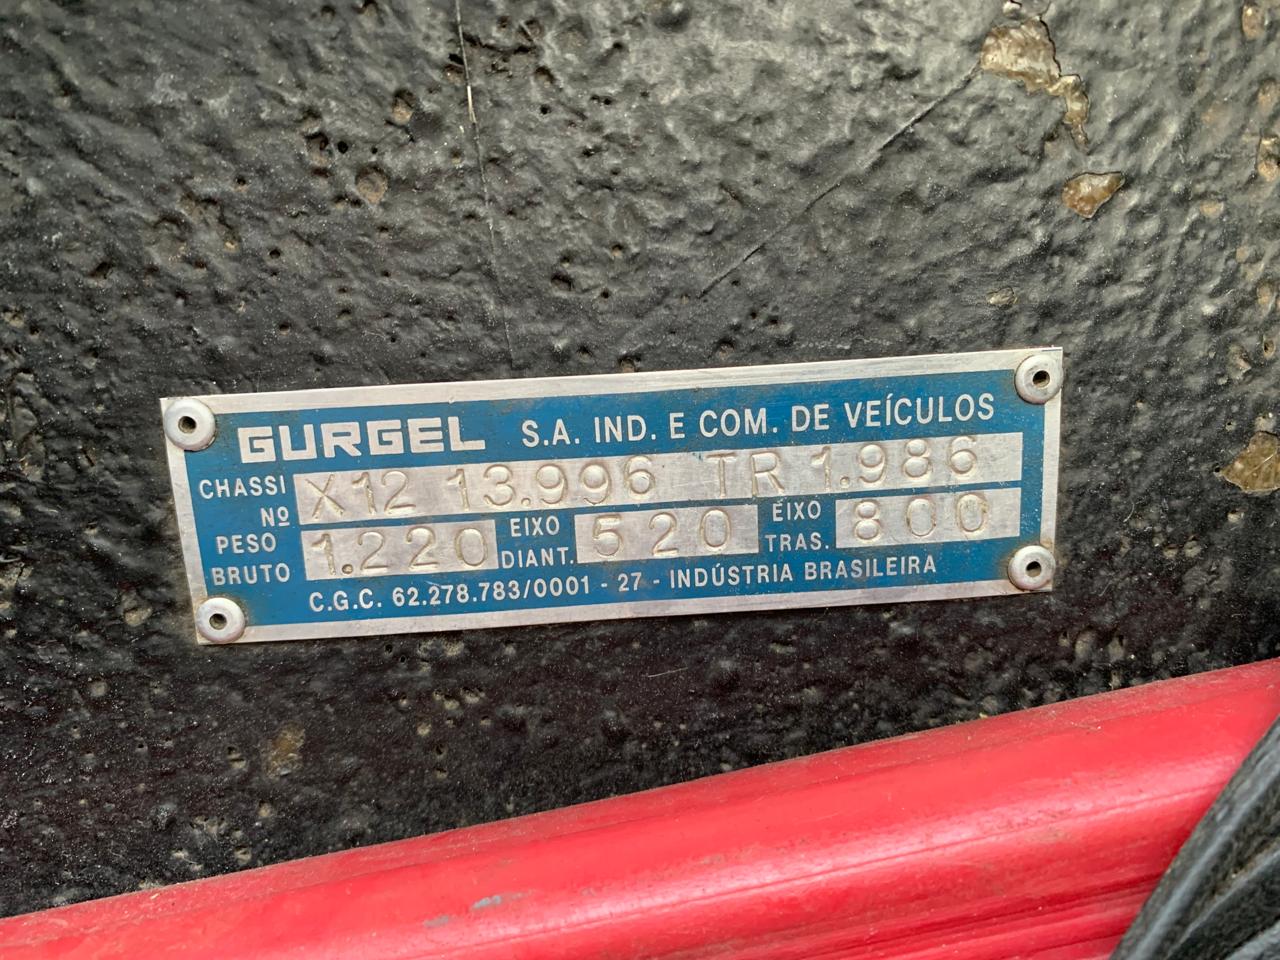 GURGEL S.A. IND. E COM. DE VEÍCULOS
CHASSI Nº X12 13.996 TR 1.986
PESO BRUTO 1.220 EIXO DIANT. 520 EIXO TRAS. 800
C.G.C. 62.278.783/0001 - 27 - INDÚSTRIA BRASILEIRA